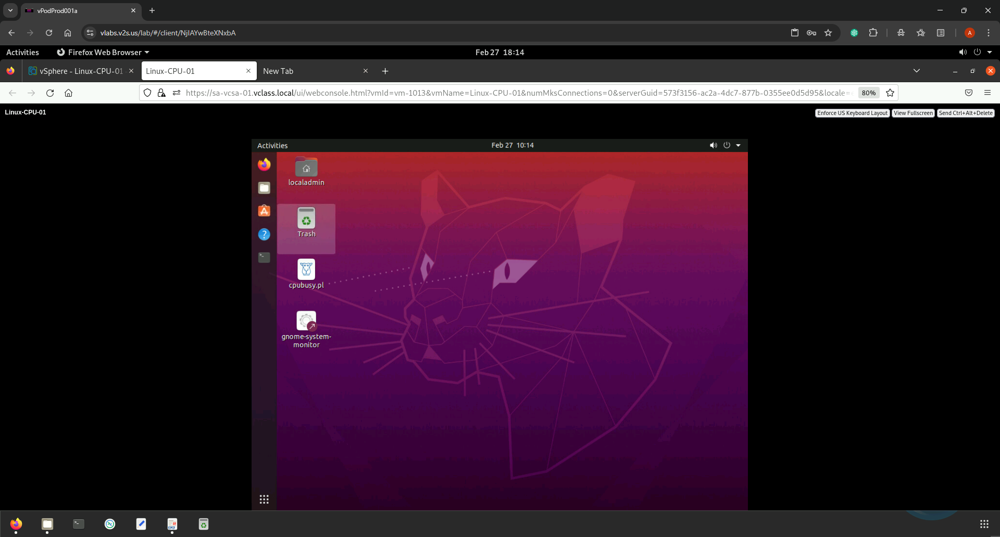 vPodProd001a
vlabs.v2s.us/lab/#/client/NjIAYwBteXNxbA
A
Activities
Firefox Web Browser
Feb 27 18:14
vSphere - Linux-CPU-01
Linux-CPU-01
New Tab
https://sa-vcsa-01.vclass.local/ui/webconsole.html?vmId=vm-1013&vmName=Linux-CPU-01&numMksConnections=0&serverGuid=573f3156-ac2a-4dc7-877b-0355ee0d5d95&locale=
80%
Linux-CPU-01
Enforce US Keyboard Layout
View Fullscreen
Send Ctrl+Alt+Delete
Activities
Feb 27 10:14
localadmin
Trash
cpubusy.pl
gnome-system-
monitor